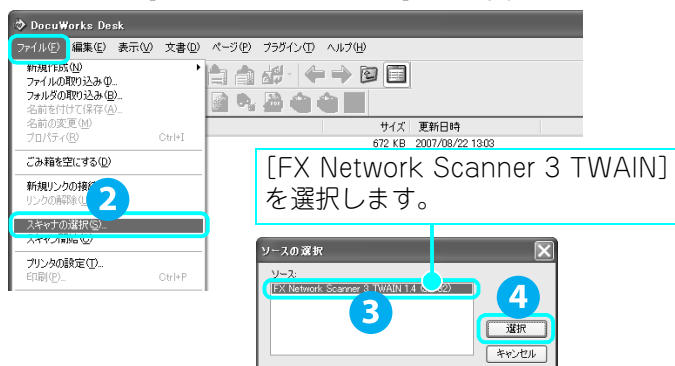 DocuWorks Desk
ファイル(F) 編集(E) 表示(V) 文書(D) ページ(P) プラグイン(T) ヘルプ(H)
新規作成(N)
ファイルの取り込み(I)...
フォルダの取り込み(B)...
名前を付けて保存(A)...
名前の変更(M)
プロパティ(R) Ctrl+I
サイズ 更新日時
672 KB 2007/08/22 13:03
ごみ箱を空にする(D)
新規リンクの接続
リンクの解除
2
スキャナの選択(S)...
スキャン開始(C)
プリンタの設定(T)...
印刷(P)... Ctrl+P
[FX Network Scanner 3 TWAIN]
を選択します。
ソースの選択
ソース:
FX Network Scanner 3 TWAIN 1.4
3
4
選択
キャンセル